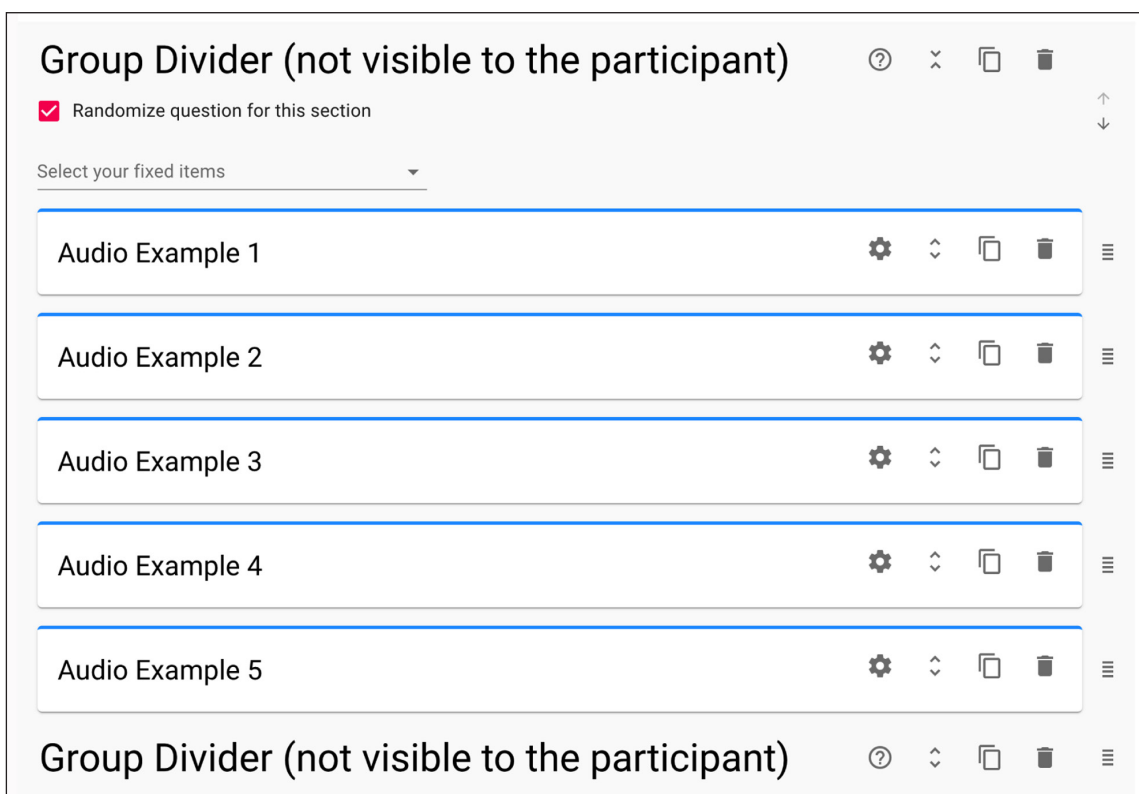 Group Divider (not visible to the participant)
Randomize question for this section
Select your fixed items
Audio Example 1
Audio Example 2
Audio Example 3
Audio Example 4
Audio Example 5
Group Divider (not visible to the participant)